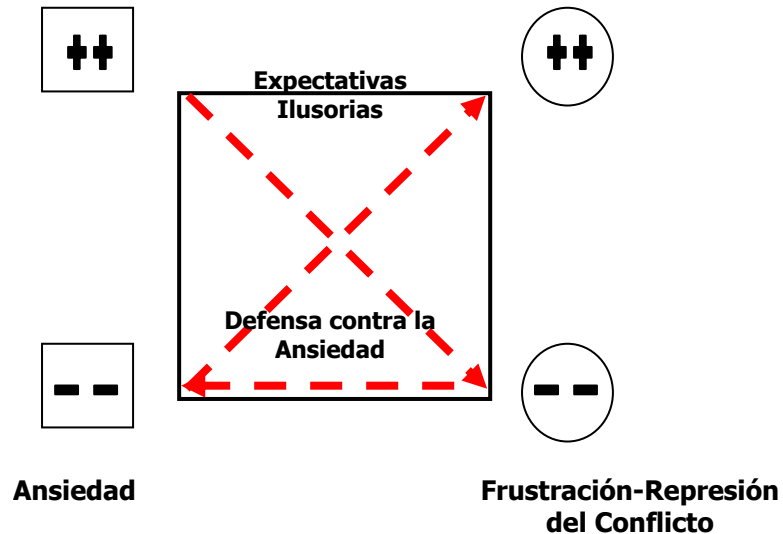 ++
++
Expectativas
Ilusorias
Defensa contra la
Ansiedad
– –
– –
Ansiedad
Frustración-Represión
del Conflicto